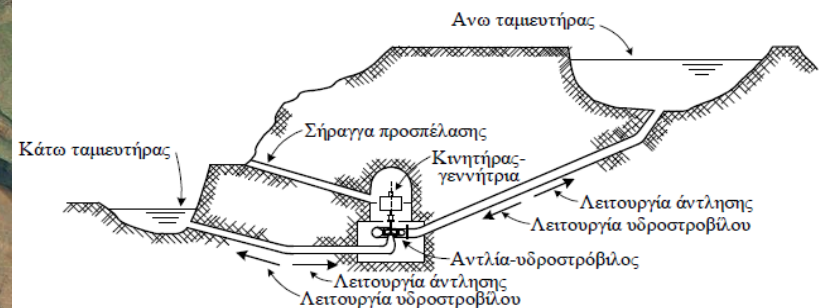 Ανω ταμιευτήρας
Σήραγγα προσπέλασης
Κάτω ταμιευτήρας
Κινητήρας-
γεννήτρια
Λειτουργία άντλησης
Λειτουργία υδροστροβίλου
Αντλία-υδροστρόβιλος
Λειτουργία άντλησης
Λειτουργία υδροστροβίλου